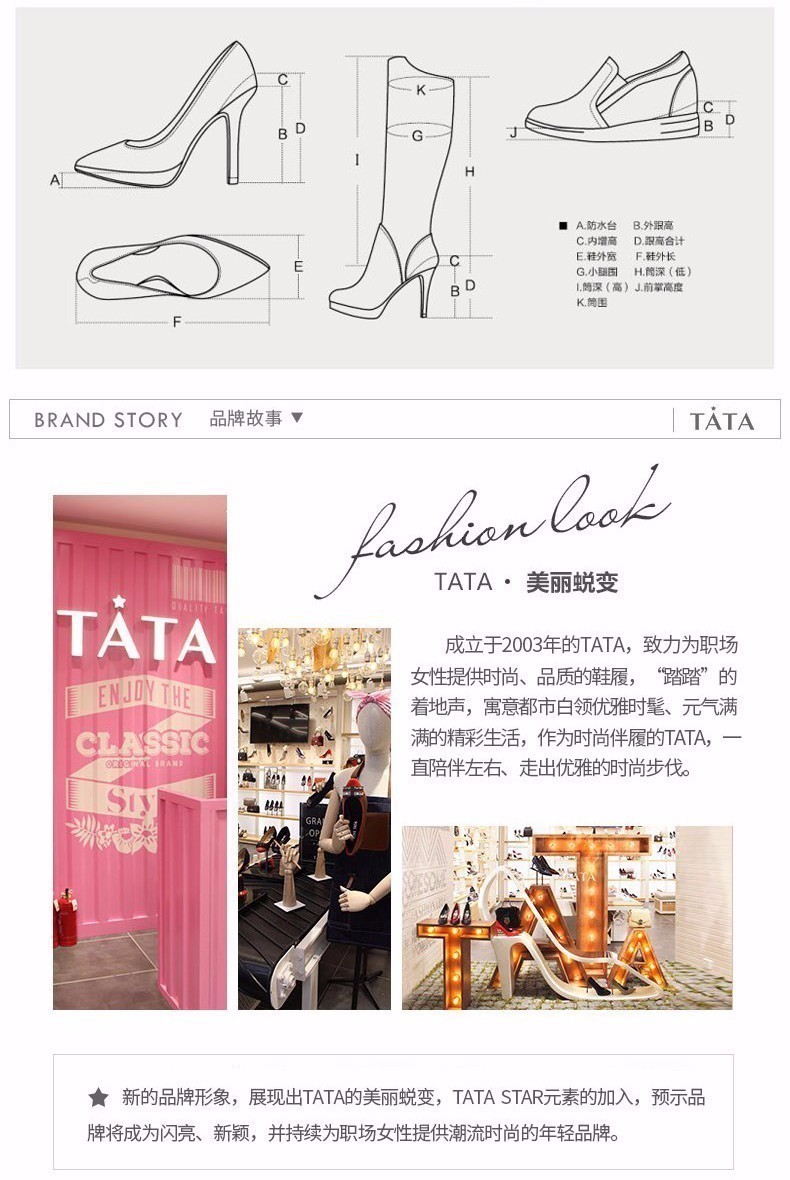 C
B
D
A
E
F
K
G
I
H
C
B
D
J
C
B
D
■ A.防水台 B.外跟高
C.内增高 D.跟高合计
E.鞋外宽 F.鞋外长
G.小腿围 H.筒深（低）
I.筒深（高）J.前掌高度
K.筒围
BRAND STORY 品牌故事 ▼
TATA
fashion look
TATA · 美丽蜕变
成立于2003年的TATA，致力为职场
女性提供时尚、品质的鞋履，“踏踏”的
着地声，寓意都市白领优雅时髦、元气满
满的精彩生活，作为时尚伴履的TATA，一
直陪伴左右、走出优雅的时尚步伐。
QUALITY
TATA
ENJOY THE
CLASSIC
ORIGINAL BRAND
Sty
GRA
OP
TATA
TATA
★ 新的品牌形象，展现出TATA的美丽蜕变，TATA STAR元素的加入，预示品
牌将成为闪亮、新颖，并持续为职场女性提供潮流时尚的年轻品牌。